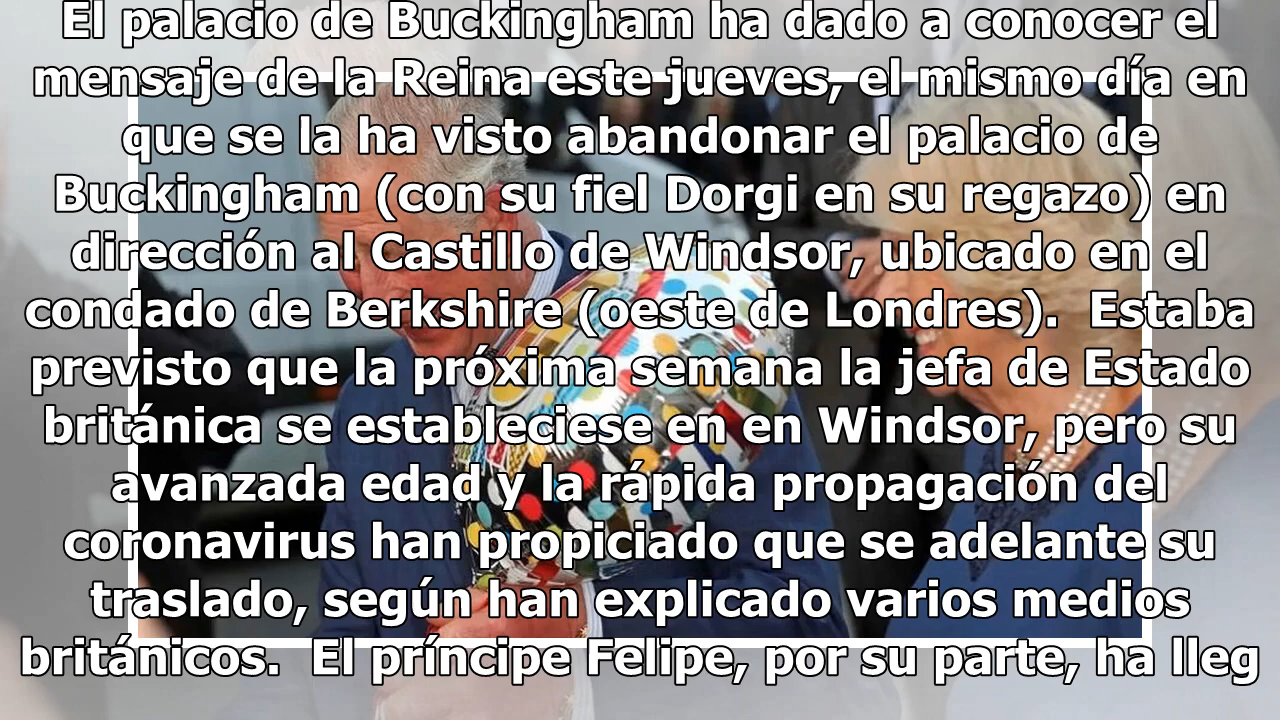 El palacio de Buckingham ha dado a conocer el
mensaje de la Reina este jueves, el mismo día en
que se la ha visto abandonar el palacio de
Buckingham (con su fiel Dorgi en su regazo) en
dirección al Castillo de Windsor, ubicado en el
condado de Berkshire (oeste de Londres).  Estaba
previsto que la próxima semana la jefa de Estado
británica se estableciese en en Windsor, pero su
avanzada edad y la rápida propagación del
coronavirus han propiciado que se adelante su
traslado, según han explicado varios medios
británicos.  El príncipe Felipe, por su parte, ha lleg